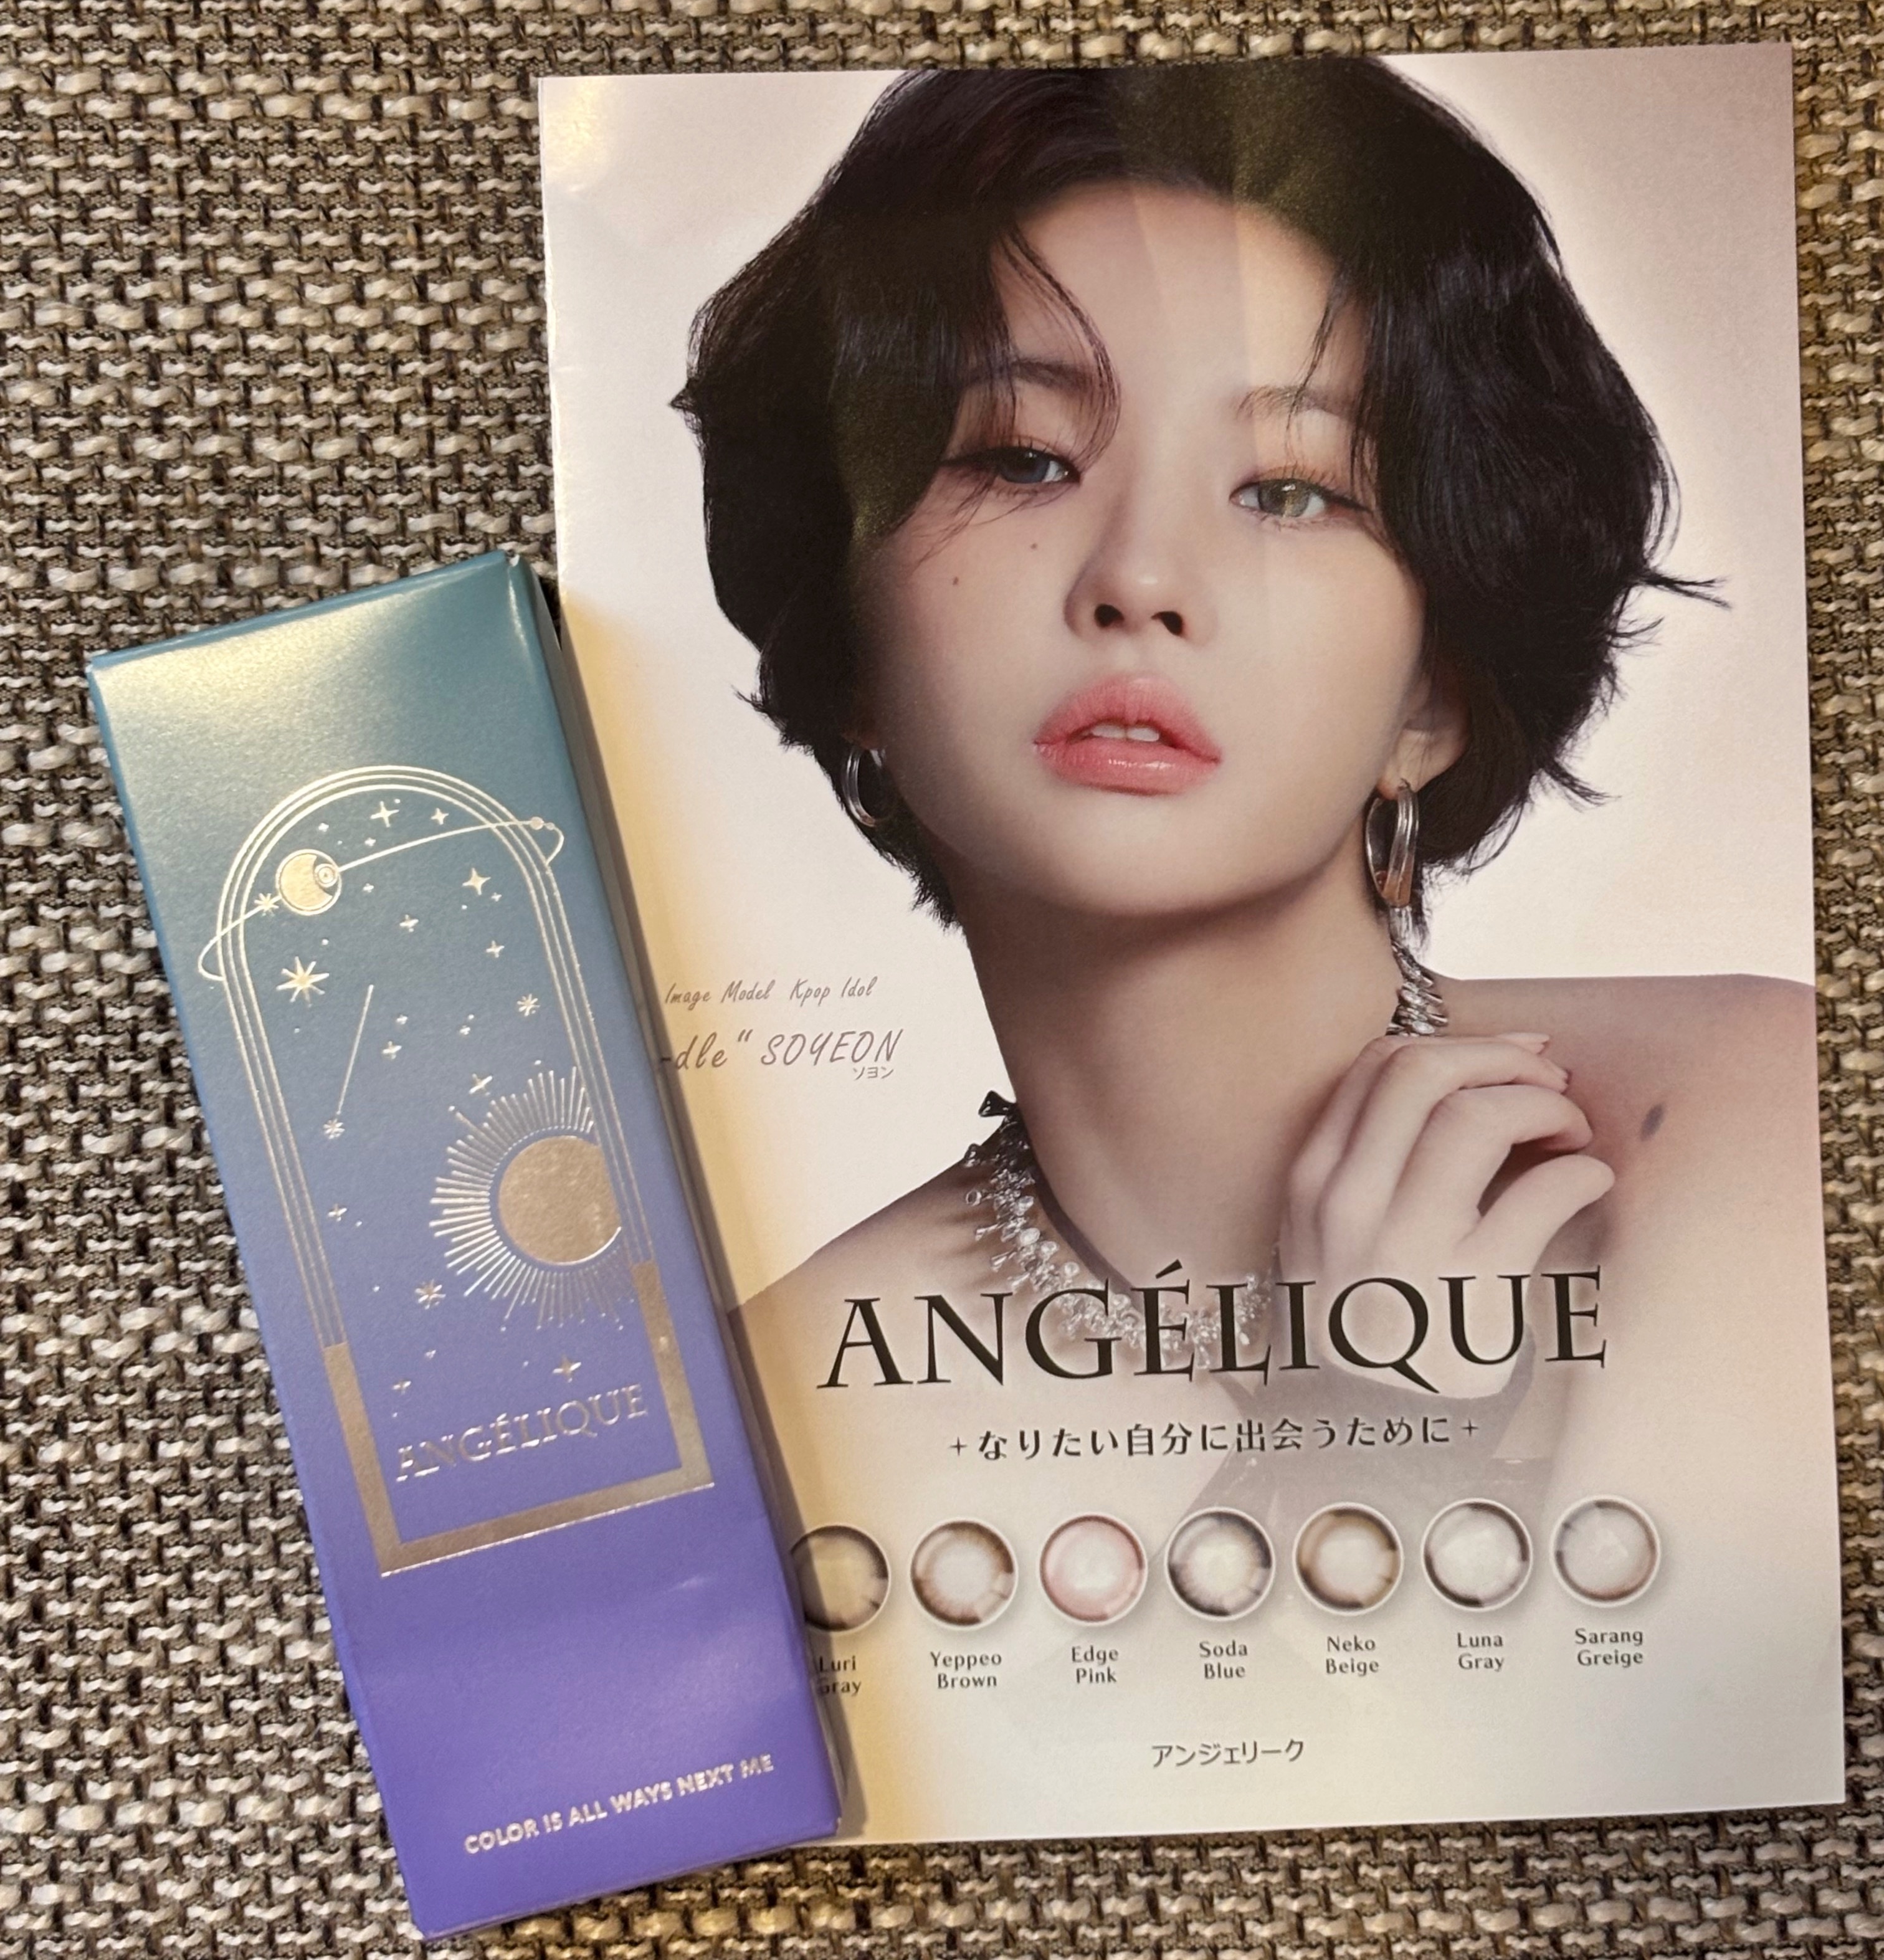 Image Model Kpop Idol
-dle" SOYEON
ソヨン
ANGÉLIQUE
+なりたい自分に出会うために+
Luri
Gray
Yeppeo
Brown
Edge
Pink
Soda
Blue
Neko
Beige
Luna
Gray
Sarang
Greige
アンジェリーク
ANGÉLIQUE
COLOR IS ALL WAYS NEXT ME